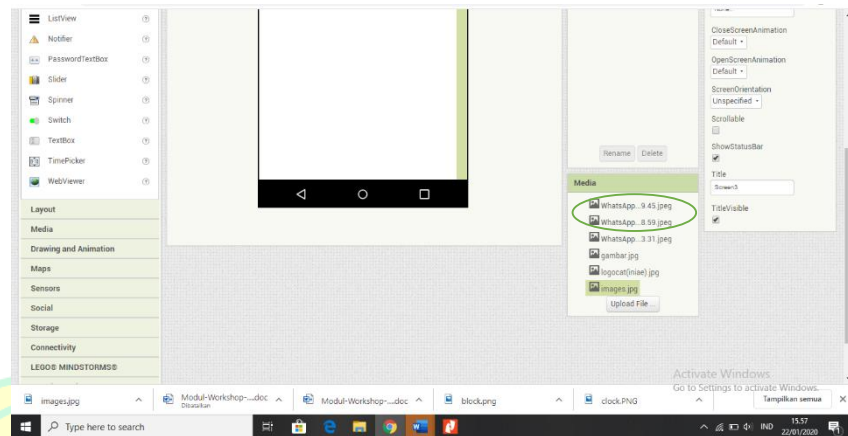 ListView
Notifier
PasswordTextBox
Slider
Spinner
Switch
TextBox
TimePicker
WebViewer
Layout
Media
Drawing and Animation
Maps
Sensors
Social
Storage
Connectivity
LEGO® MINDSTORMS®
Rename Delete
Media
WhatsApp...9.45.jpeg
WhatsApp...8.59.jpeg
WhatsApp...3.31.jpeg
gambar.jpg
logocat(iniae).jpg
images.jpg
Upload File ...
CloseScreenAnimation
Default
OpenScreenAnimation
Default
ScreenOrientation
Unspecified
Scrollable
ShowStatusBar
Title
Screen3
TitleVisible
Activate Windows
Go to Settings to activate Windows.
images.jpg
Modul-Workshop-....doc
Dibatalkan
Modul-Workshop-....doc
block.png
clock.PNG
Tampilkan semua
Type here to search
IND
15.57
22/01/2020